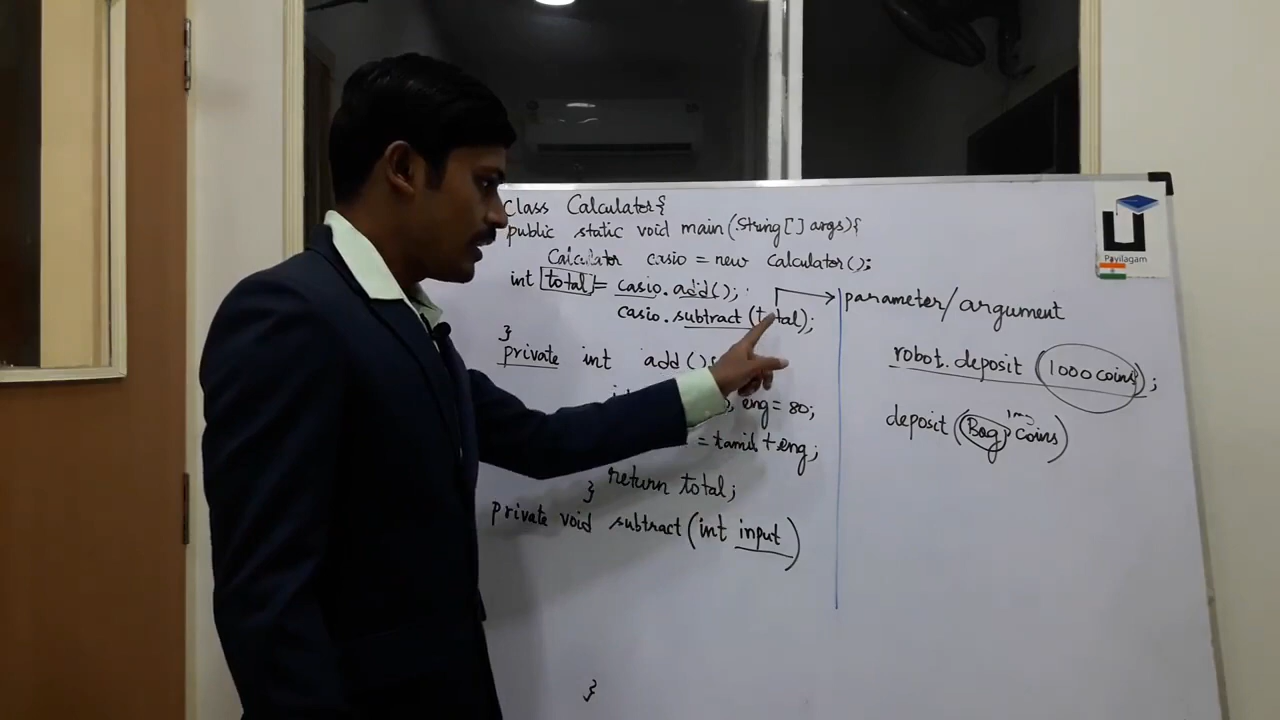 Class Calculator{
public static void main(String[] args){
Calculator casio = new Calculator();
int total = casio.add();
casio.subtract(total);
}
private int add(){
, eng = 80;
= tamil + eng;
return total;
}
private void subtract(int input)
}
parameter/argument
robot.deposit (1000 coins);
deposit (Bag coins)
Payilagam